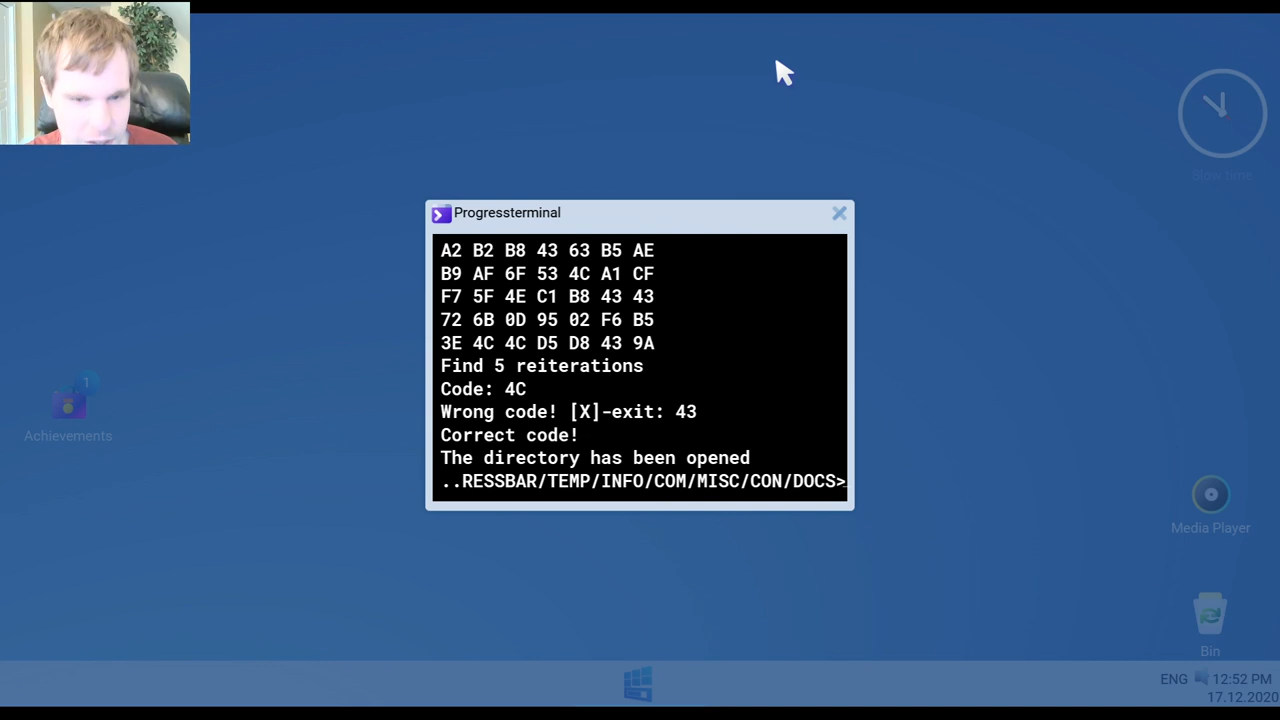 Slow time
Progressterminal
A2 B2 B8 43 63 B5 AE
B9 AF 6F 53 4C A1 CF
F7 5F 4E C1 B8 43 43
72 6B 0D 95 02 F6 B5
3E 4C 4C D5 D8 43 9A
Find 5 reiterations
Code: 4C
Wrong code! [X]-exit: 43
Correct code!
The directory has been opened
..RESSBAR/TEMP/INFO/COM/MISC/CON/DOCS>_
1
Achievements
Media Player
Bin
ENG 12:52 PM
17.12.2020